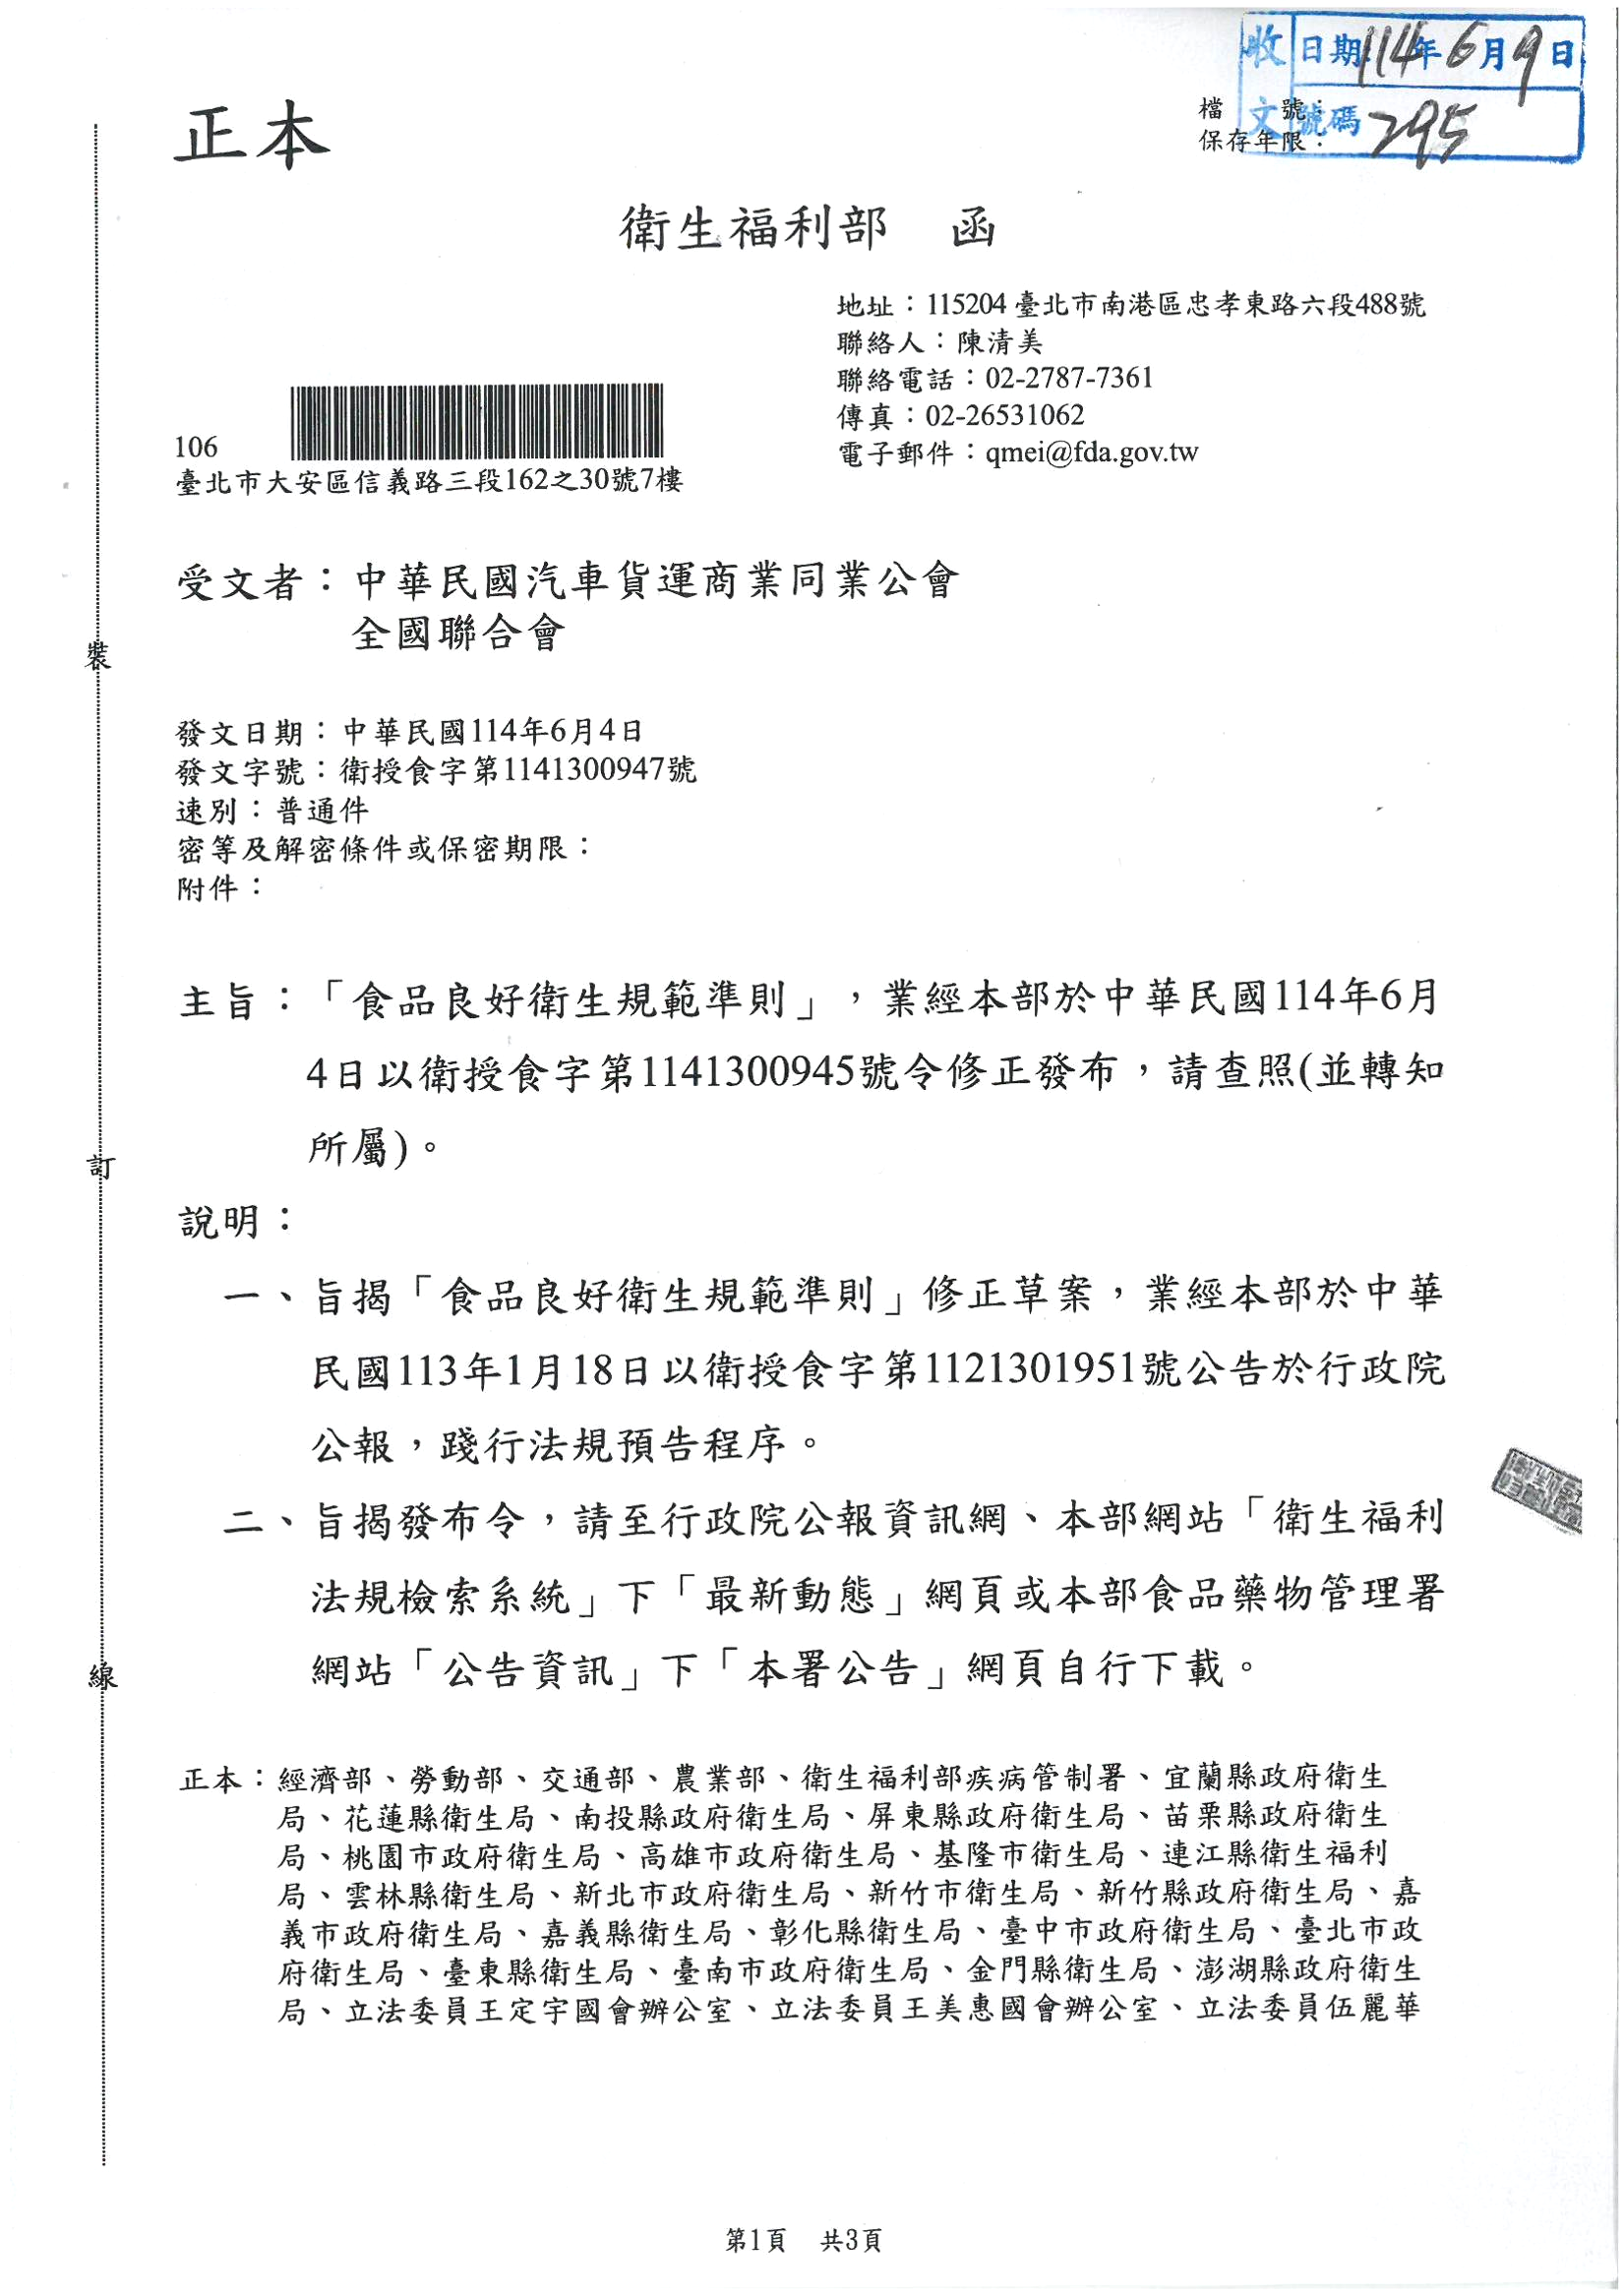 收文 日期 114年6月9日
號碼 295
正本
檔 號：
保存年限：
衛生福利部 函
地址：115204臺北市南港區忠孝東路六段488號
聯絡人：陳清美
聯絡電話：02-2787-7361
傳真：02-26531062
電子郵件：qmei@fda.gov.tw
106
臺北市大安區信義路三段162之30號7樓
受文者：中華民國汽車貨運商業同業公會
全國聯合會
發文日期：中華民國114年6月4日
發文字號：衛授食字第1141300947號
速別：普通件
密等及解密條件或保密期限：
附件：
主旨：「食品良好衛生規範準則」，業經本部於中華民國114年6月
4日以衛授食字第1141300945號令修正發布，請查照(並轉知
所屬)。
說明：
一、旨揭「食品良好衛生規範準則」修正草案，業經本部於中華
民國113年1月18日以衛授食字第1121301951號公告於行政院
公報，踐行法規預告程序。
二、旨揭發布令，請至行政院公報資訊網、本部網站「衛生福利
法規檢索系統」下「最新動態」網頁或本部食品藥物管理署
網站「公告資訊」下「本署公告」網頁自行下載。
正本：經濟部、勞動部、交通部、農業部、衛生福利部疾病管制署、宜蘭縣政府衛生
局、花蓮縣衛生局、南投縣政府衛生局、屏東縣政府衛生局、苗栗縣政府衛生
局、桃園市政府衛生局、高雄市政府衛生局、基隆市衛生局、連江縣衛生福利
局、雲林縣衛生局、新北市政府衛生局、新竹市衛生局、新竹縣政府衛生局、嘉
義市政府衛生局、嘉義縣衛生局、彰化縣衛生局、臺中市政府衛生局、臺北市政
府衛生局、臺東縣衛生局、臺南市政府衛生局、金門縣衛生局、澎湖縣政府衛生
局、立法委員王定宇國會辦公室、立法委員王美惠國會辦公室、立法委員伍麗華
裝
訂
線
第1頁 共3頁